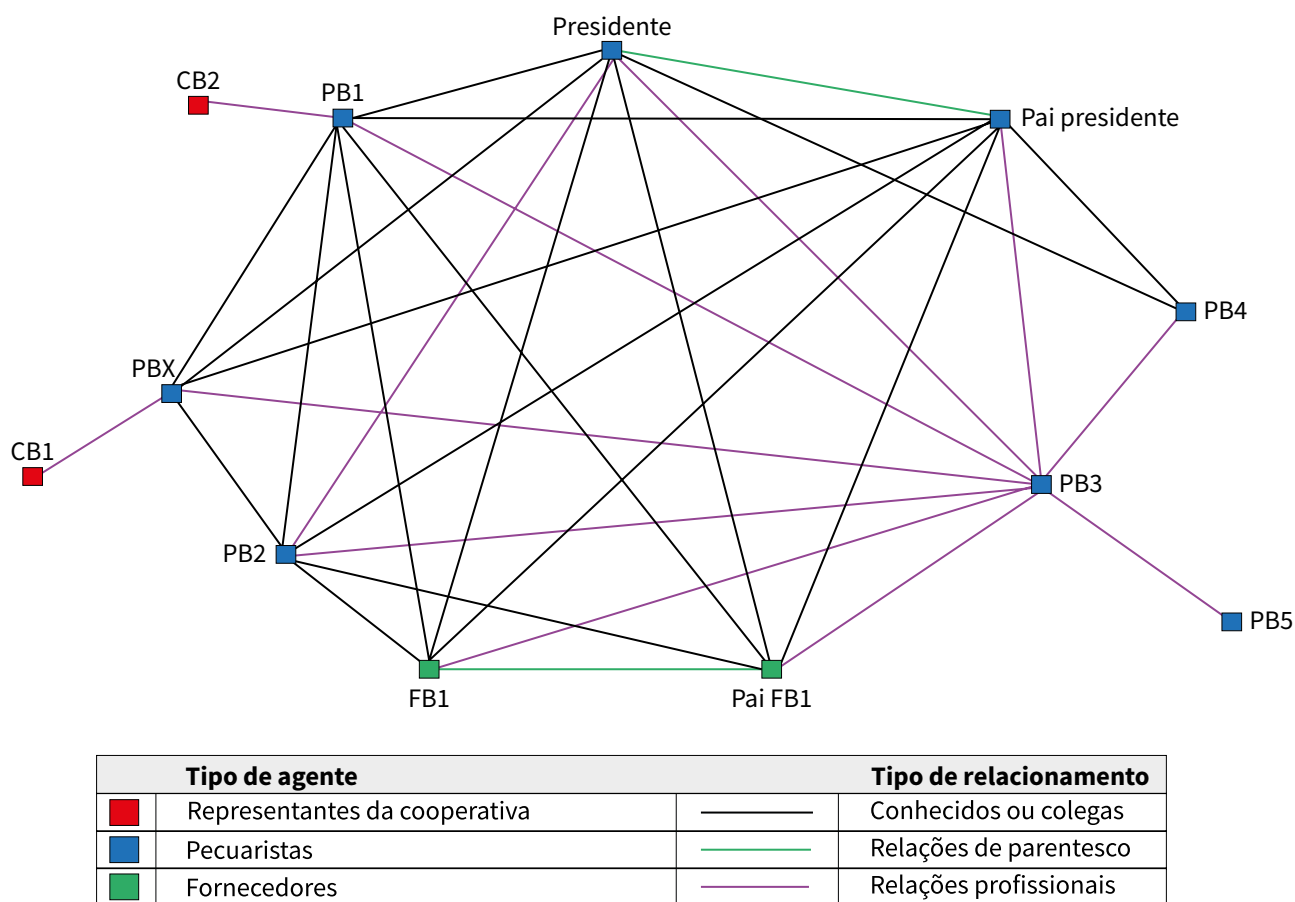 Presidente
CB2
PB1
Pai presidente
PB4
PBX
CB1
PB3
PB2
PB5
FB1
Pai FB1
Tipo de agente
Tipo de relacionamento
Representantes da cooperativa
Conhecidos ou colegas
Pecuaristas
Relações de parentesco
Fornecedores
Relações profissionais